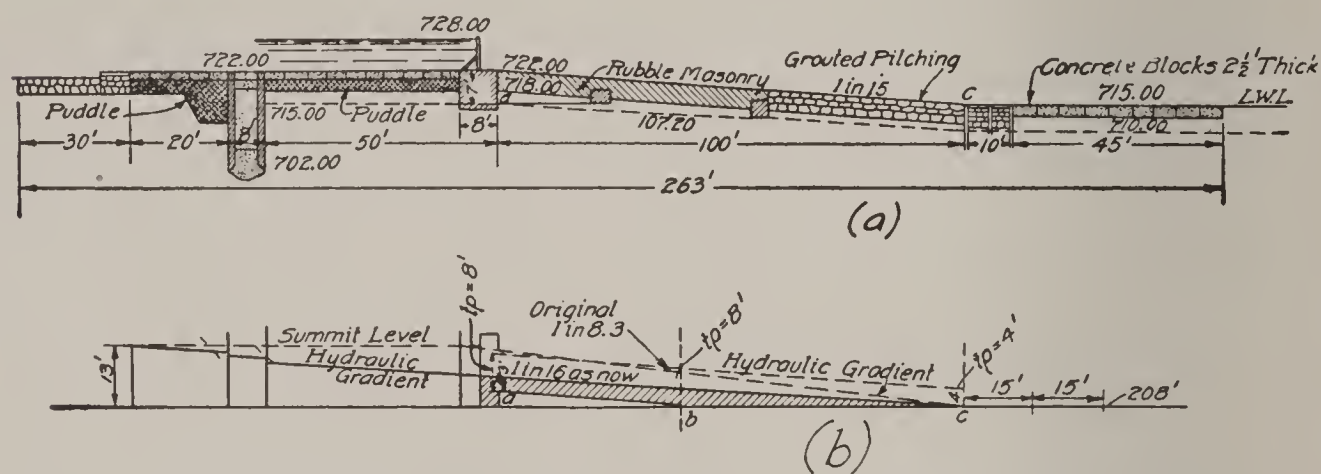 728.00
722.00
722.00
718.00
Rubble Masonry
Grouted Pilching
1 in 15
C
Concrete Blocks 2½' Thick
715.00
L.W.L.
Puddle
8'
715.00
Puddle
a
107.20
710.00
8'
30'
20'
50'
100'
10'
45'
702.00
263'
(a)
tp=8'
Original
1 in 8.3
tp=8'
Summit Level
Hydraulic
Gradient
Hydraulic Gradient
tp=4'
13'
1 in 16 as now
15'
15'
208'
a
4'
b
c
(b)